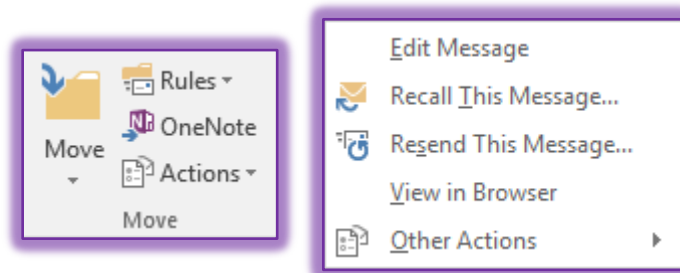 Rules
OneNote
Move
Actions
Move
Edit Message
Recall This Message...
Resend This Message...
View in Browser
Other Actions